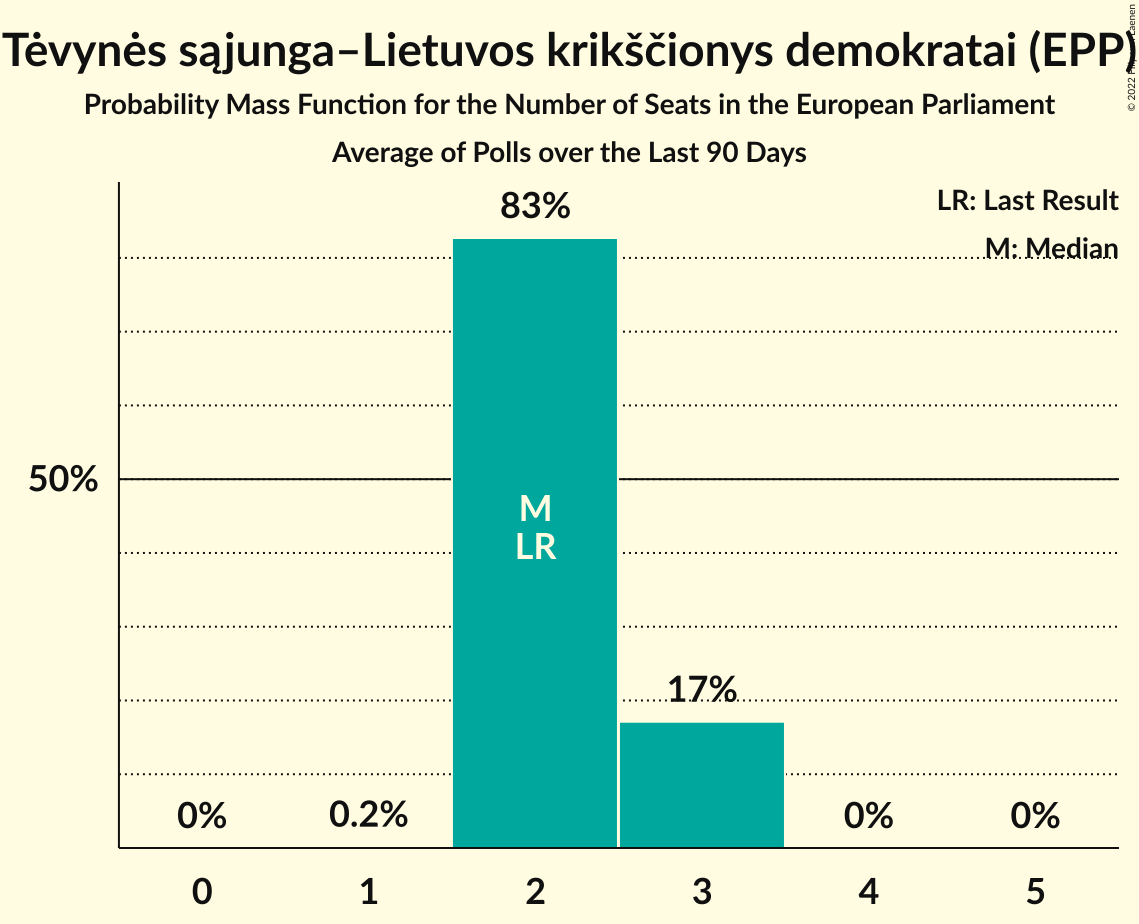 Tėvynės sąjunga–Lietuvos krikščionys demokratai (EPP)
© 2022 Laenen
Probability Mass Function for the Number of Seats in the European Parliament
Average of Polls over the Last 90 Days
LR: Last Result
M: Median
83%
50%
M
LR
17%
0%
0.2%
0%
0%
0 1 2 3 4 5